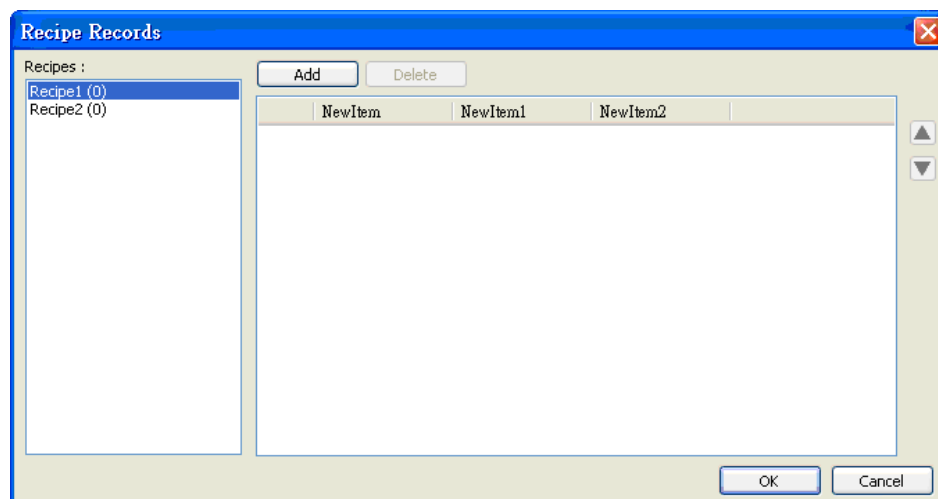 Recipe Records
Recipes :
Add Delete
Recipe1 (0)
Recipe2 (0)
NewItem NewItem1 NewItem2
OK Cancel